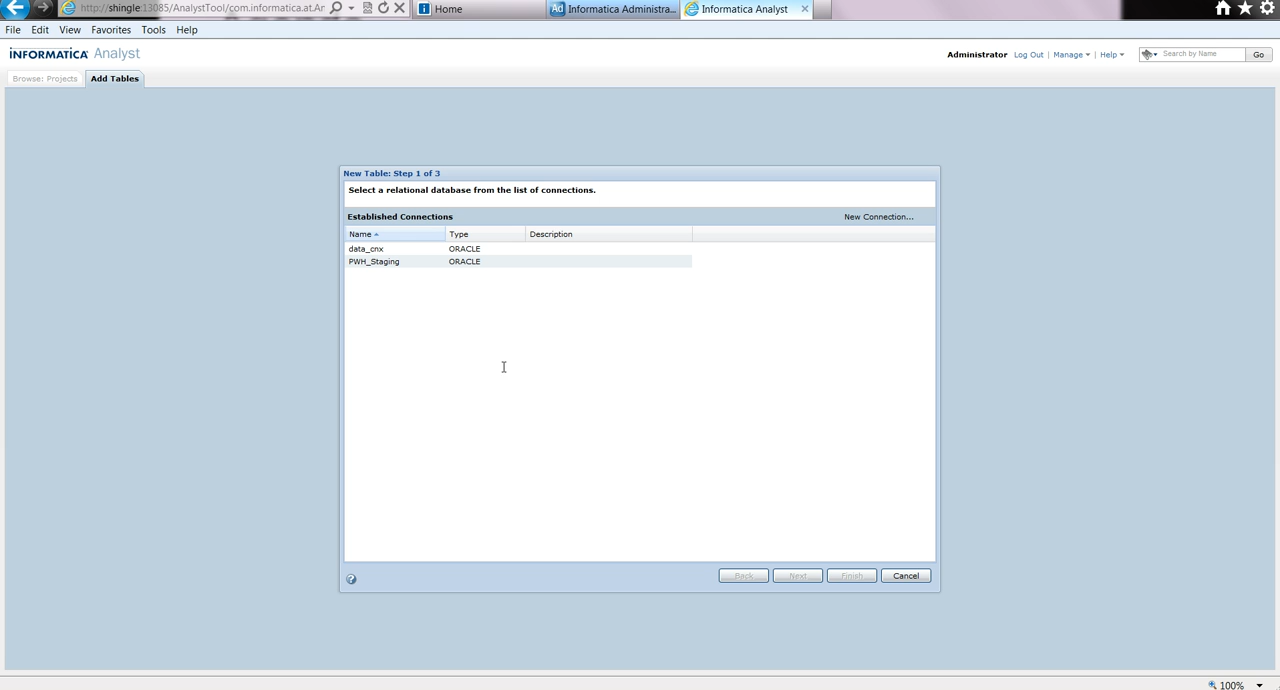 http://shingle:13085/AnalystTool/com.informatica.at.Ar
Home
Informatica Administra...
Informatica Analyst
File Edit View Favorites Tools Help
INFORMATICA Analyst
Administrator Log Out | Manage | Help
Search by Name
Go
Browse: Projects
Add Tables
New Table: Step 1 of 3
Select a relational database from the list of connections.
Established Connections
New Connection...
Name Type Description
data_cnx ORACLE
PWH_Staging ORACLE
Back Next Finish Cancel
100%